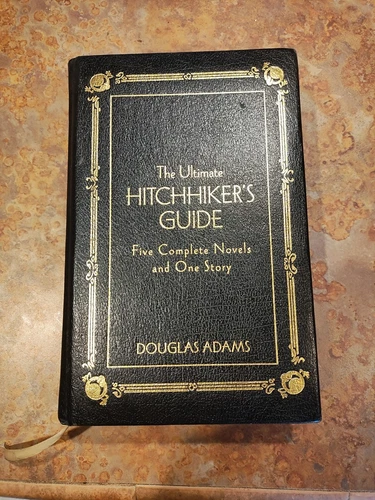 The Ultimate
HITCHHIKER'S
GUIDE
Five Complete Novels
and One Story
DOUGLAS ADAMS